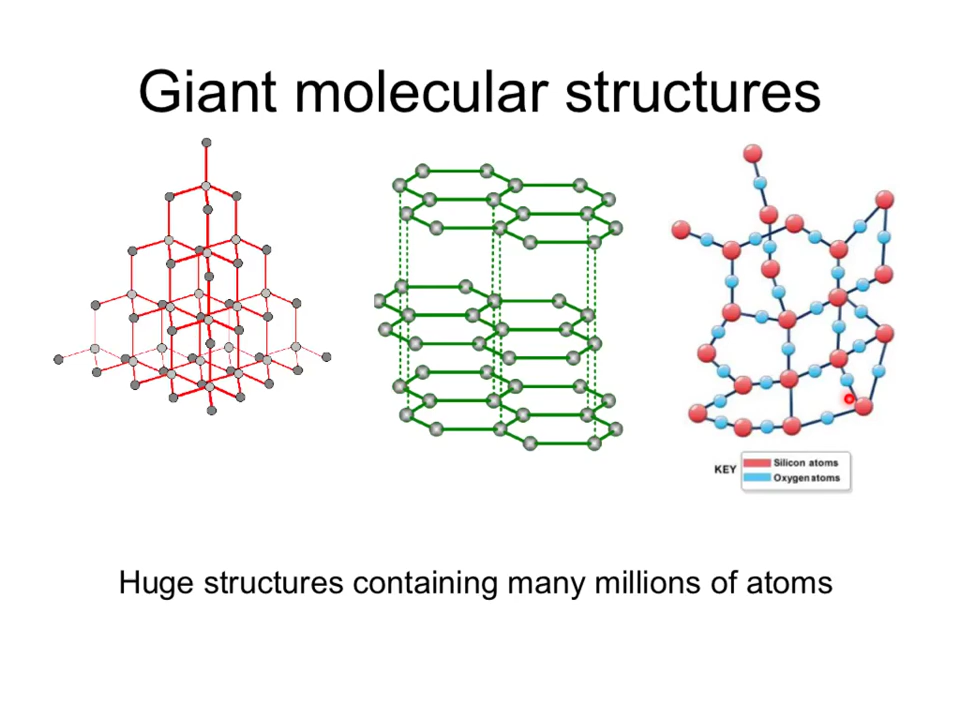 Giant molecular structures
KEY
Silicon atoms
Oxygen atoms
Huge structures containing many millions of atoms